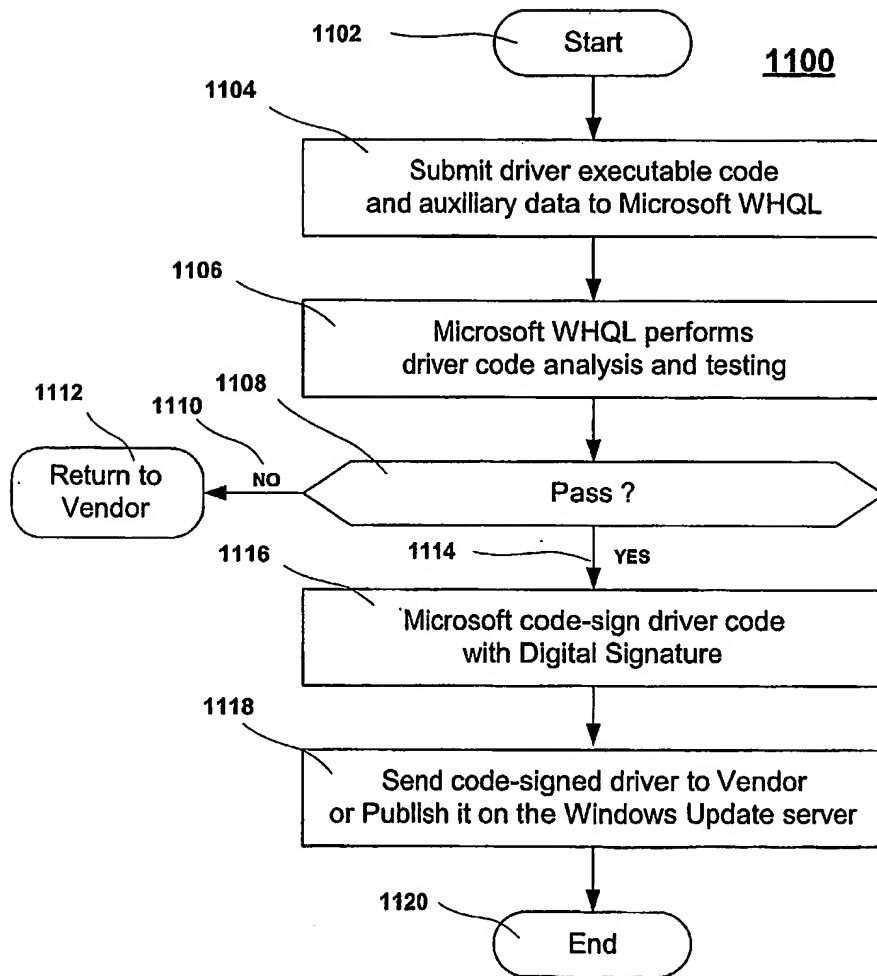 1102
Start
1100
1104
Submit driver executable code
and auxiliary data to Microsoft WHQL
1106
Microsoft WHQL performs
driver code analysis and testing
1112
1110
1108
Return to
Vendor
NO
Pass ?
1116
1114
YES
Microsoft code-sign driver code
with Digital Signature
1118
Send code-signed driver to Vendor
or Publish it on the Windows Update server
1120
End